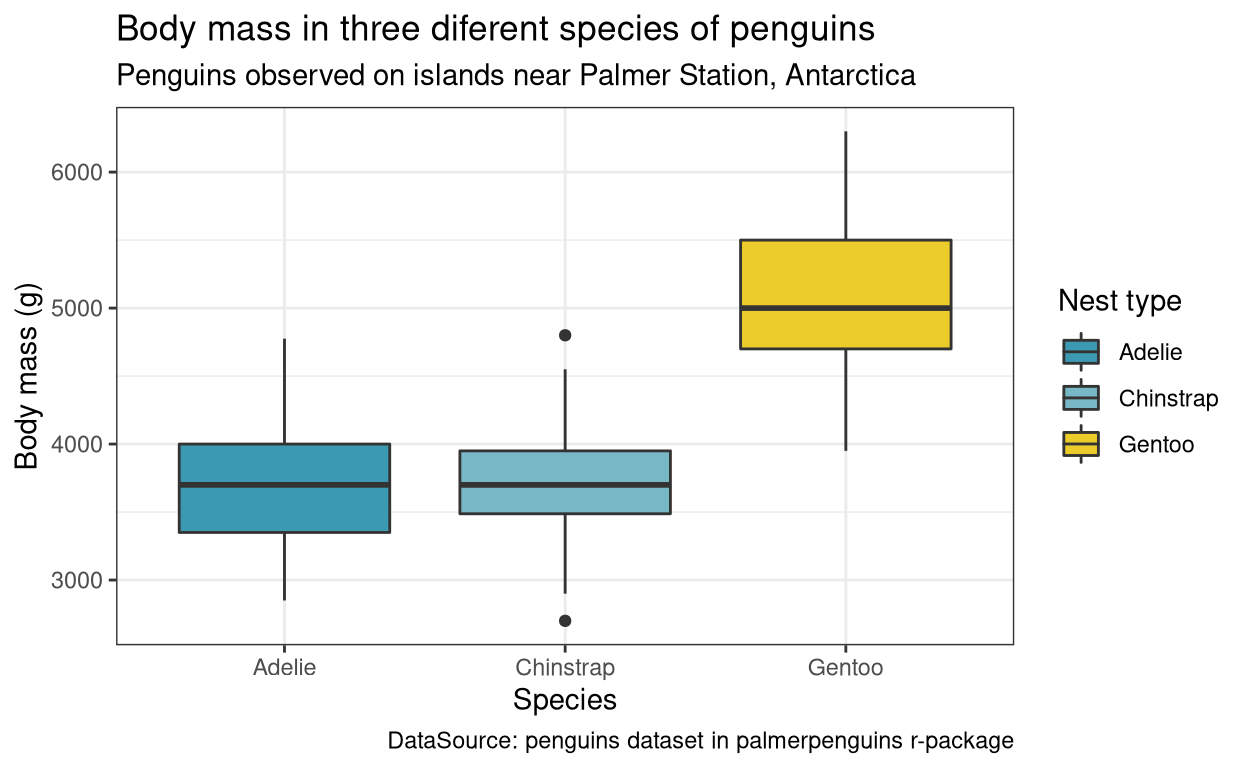 Body mass in three diferent species of penguins
Penguins observed on islands near Palmer Station, Antarctica
Body mass (g)
6000
5000
4000
3000
Adelie
Chinstrap
Gentoo
Species
Nest type
Adelie
Chinstrap
Gentoo
DataSource: penguins dataset in palmerpenguins r-package